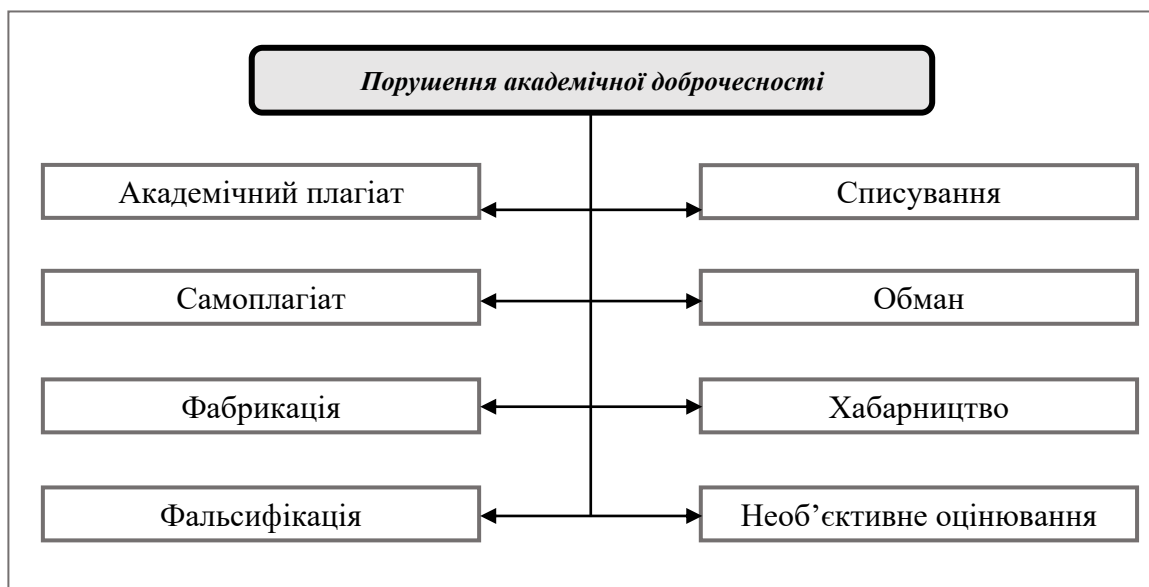 Порушення академічної доброчесності
Академічний плагіат
Списування
Самоплагіат
Обман
Фабрикація
Хабарництво
Фальсифікація
Необ’єктивне оцінювання